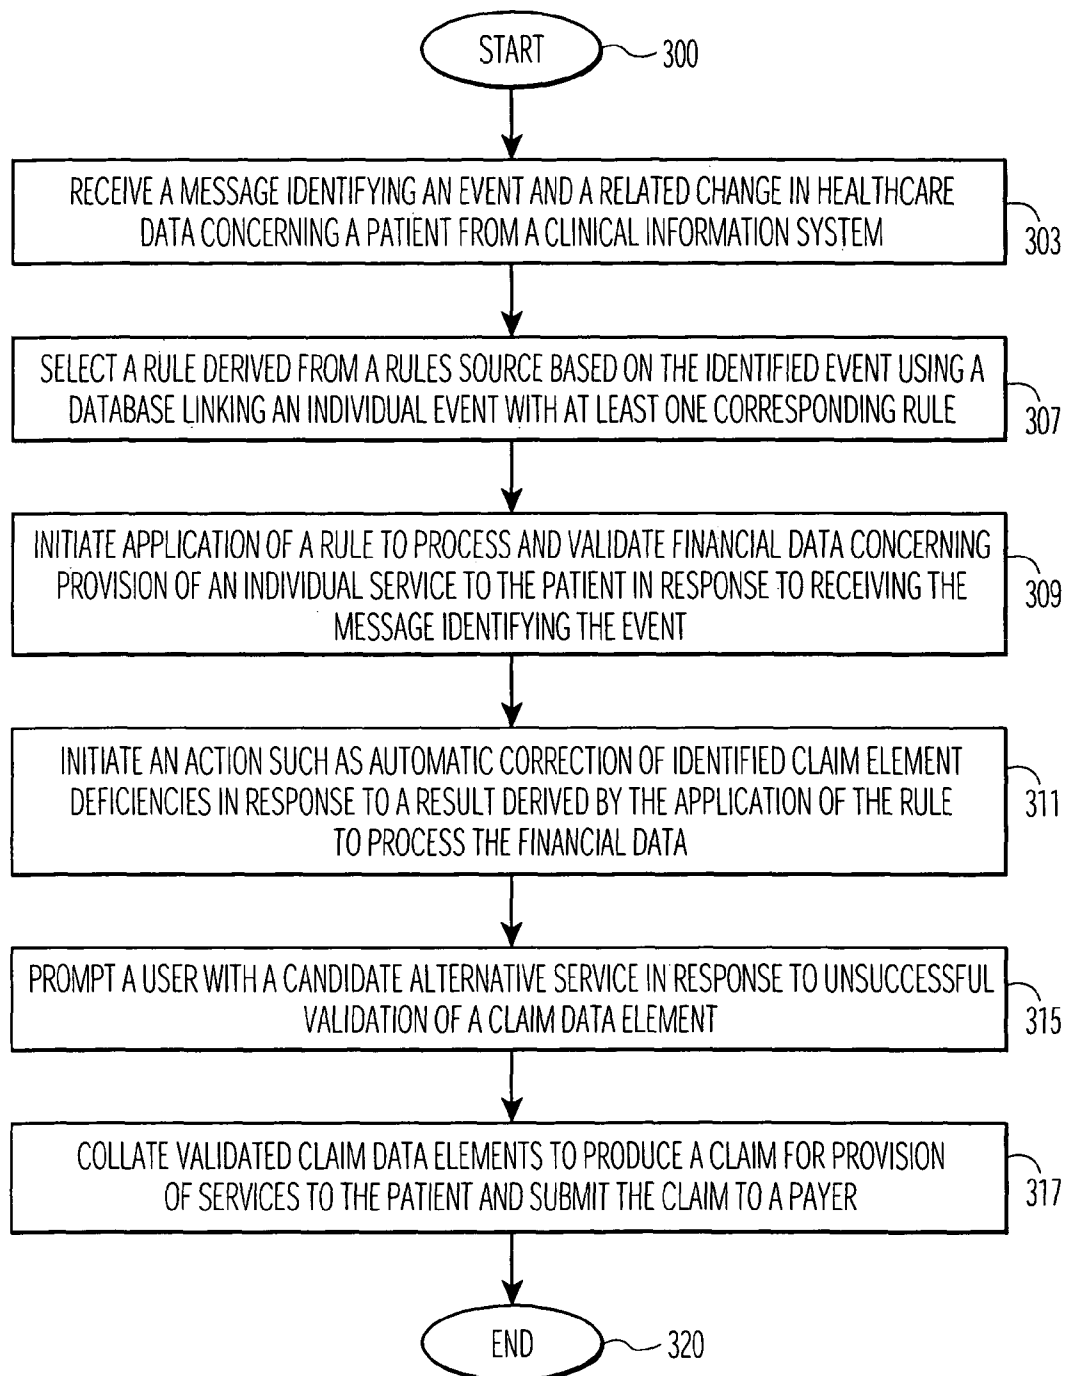 START
300
RECEIVE A MESSAGE IDENTIFYING AN EVENT AND A RELATED CHANGE IN HEALTHCARE
DATA CONCERNING A PATIENT FROM A CLINICAL INFORMATION SYSTEM
303
SELECT A RULE DERIVED FROM A RULES SOURCE BASED ON THE IDENTIFIED EVENT USING A
DATABASE LINKING AN INDIVIDUAL EVENT WITH AT LEAST ONE CORRESPONDING RULE
307
INITIATE APPLICATION OF A RULE TO PROCESS AND VALIDATE FINANCIAL DATA CONCERNING
PROVISION OF AN INDIVIDUAL SERVICE TO THE PATIENT IN RESPONSE TO RECEIVING THE
MESSAGE IDENTIFYING THE EVENT
309
INITIATE AN ACTION SUCH AS AUTOMATIC CORRECTION OF IDENTIFIED CLAIM ELEMENT
DEFICIENCIES IN RESPONSE TO A RESULT DERIVED BY THE APPLICATION OF THE RULE
TO PROCESS THE FINANCIAL DATA
311
PROMPT A USER WITH A CANDIDATE ALTERNATIVE SERVICE IN RESPONSE TO UNSUCCESSFUL
VALIDATION OF A CLAIM DATA ELEMENT
315
COLLATE VALIDATED CLAIM DATA ELEMENTS TO PRODUCE A CLAIM FOR PROVISION
OF SERVICES TO THE PATIENT AND SUBMIT THE CLAIM TO A PAYER
317
END
320